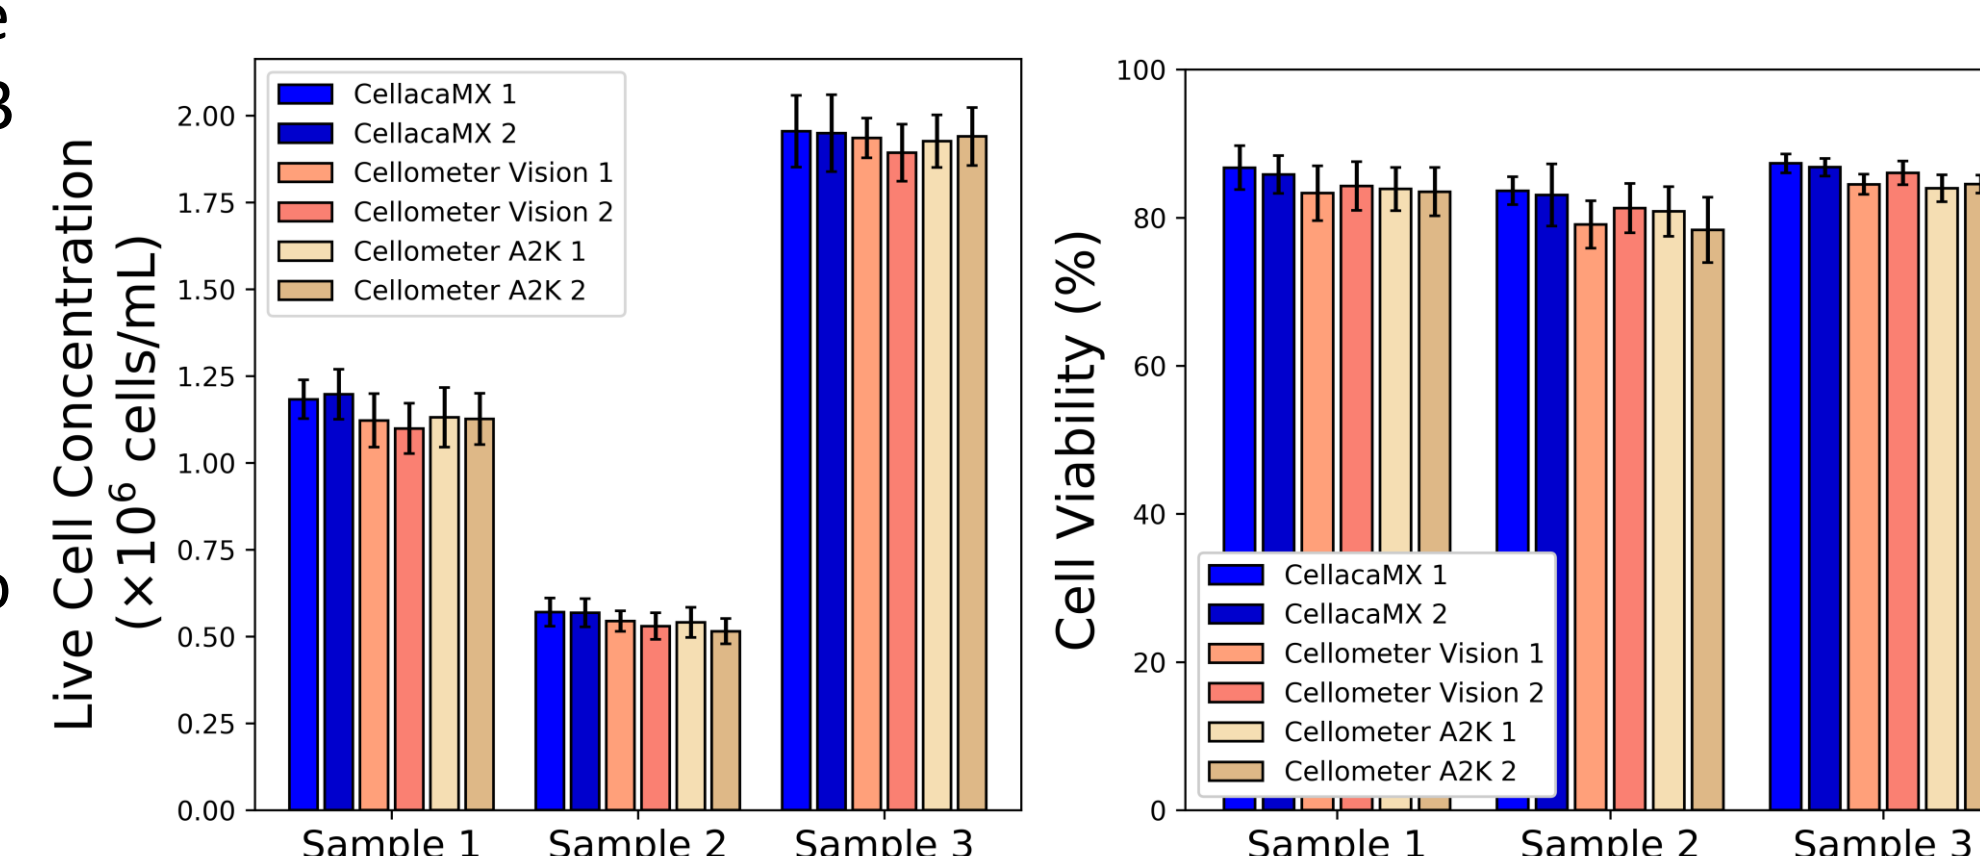 e
3
Live Cell Concentration
(×10⁶ cells/mL)
2.00
1.75
1.50
1.25
1.00
0.75
0.50
0.25
0.00
CellacaMX 1
CellacaMX 2
Cellometer Vision 1
Cellometer Vision 2
Cellometer A2K 1
Cellometer A2K 2
Sample 1
Sample 2
Sample 3
Cell Viability (%)
100
80
60
40
20
0
CellacaMX 1
CellacaMX 2
Cellometer Vision 1
Cellometer Vision 2
Cellometer A2K 1
Cellometer A2K 2
Sample 1
Sample 2
Sample 3